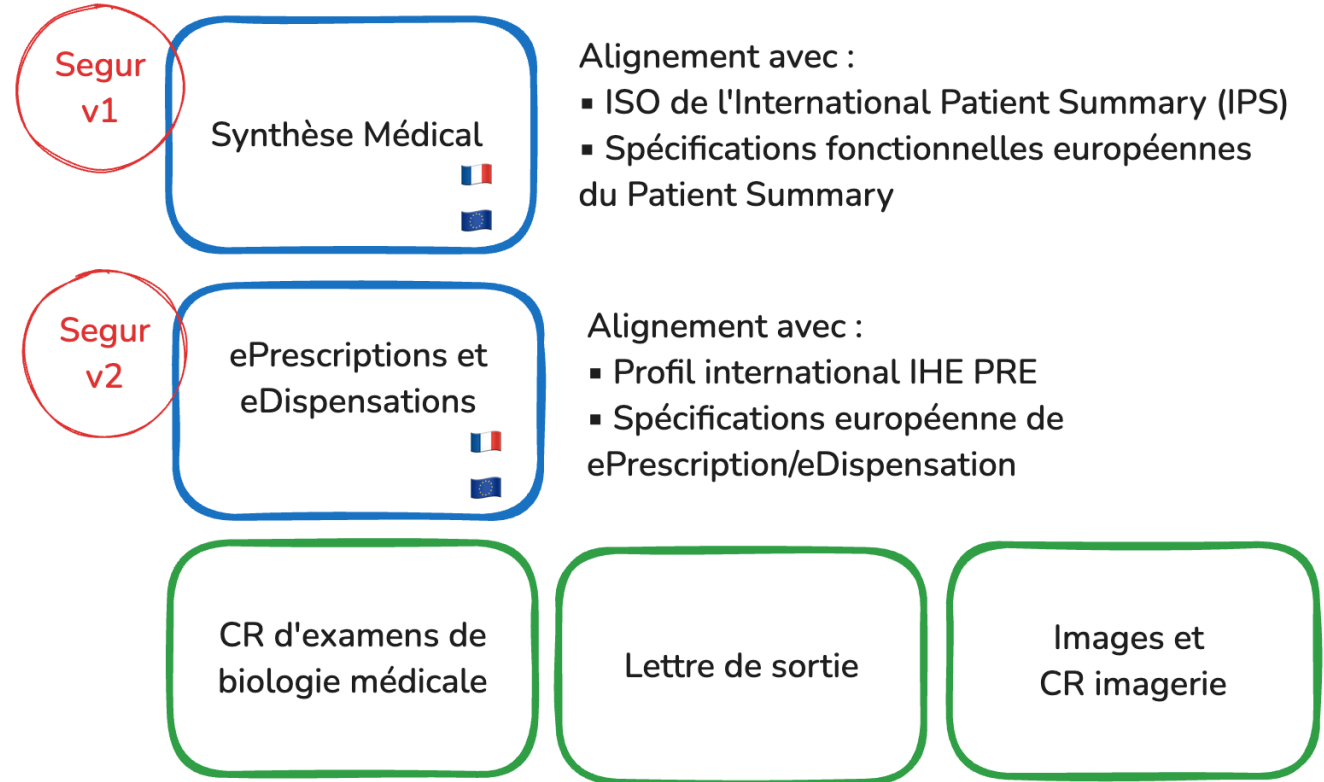 Segur
v1
Synthèse Médical
Alignement avec :
▪ ISO de l'International Patient Summary (IPS)
▪ Spécifications fonctionnelles européennes
du Patient Summary
Segur
v2
ePrescriptions et
eDispensations
Alignement avec :
▪ Profil international IHE PRE
▪ Spécifications européenne de
ePrescription/eDispensation
CR d'examens de
biologie médicale
Lettre de sortie
Images et
CR imagerie